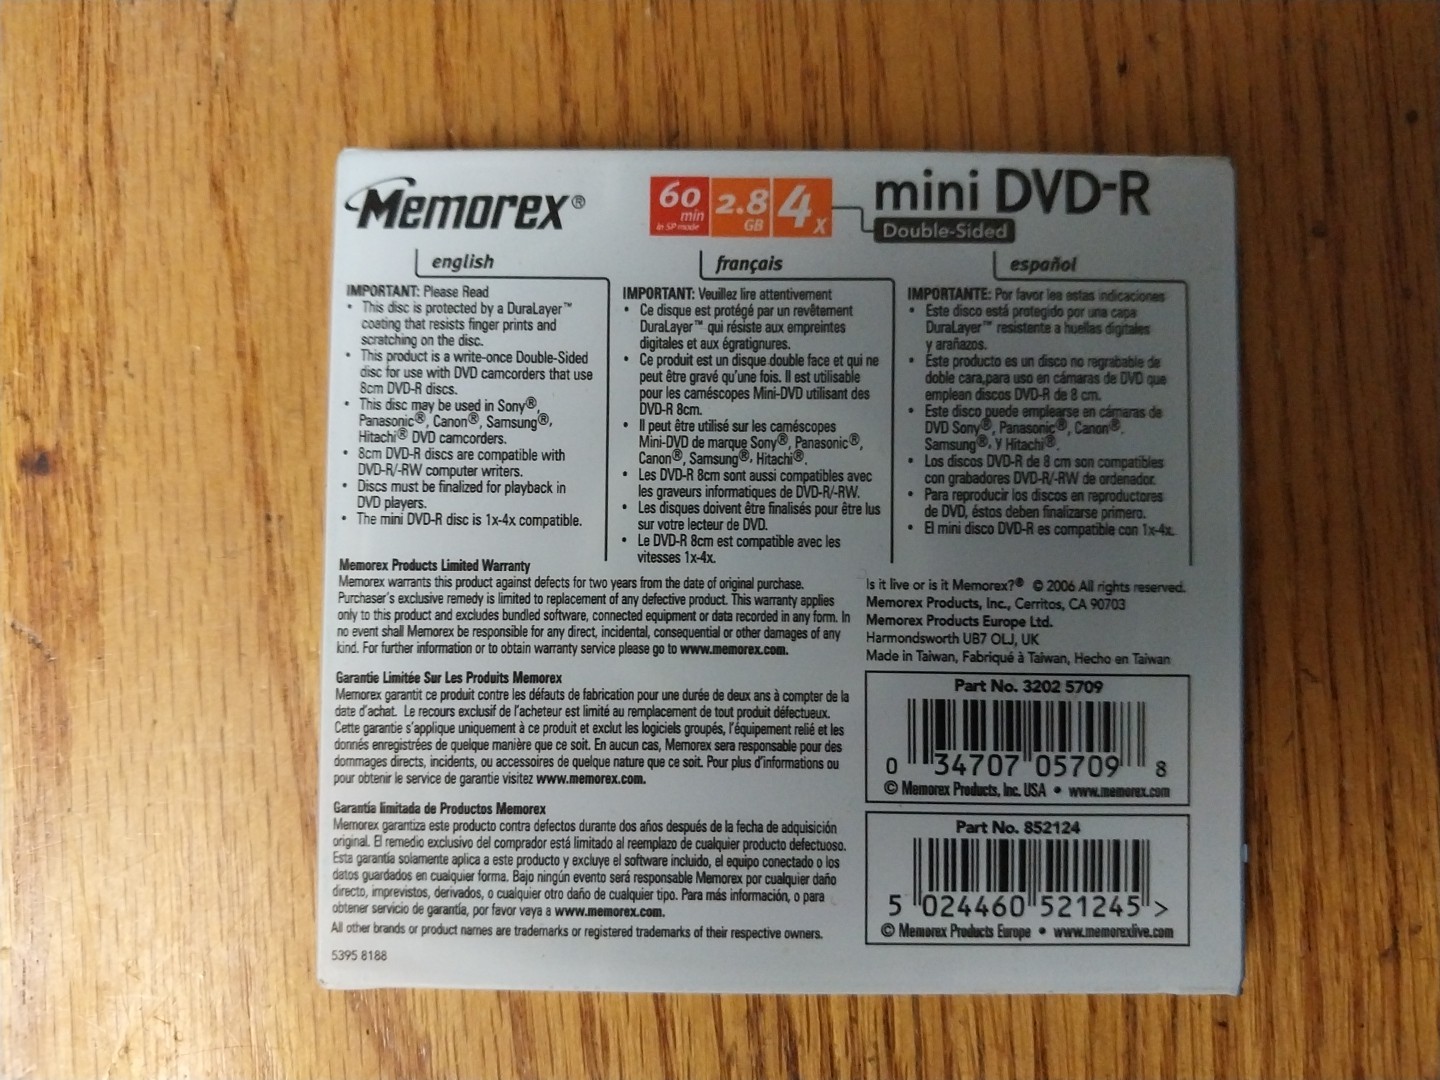 Memorex®
60 min in SP mode
2.8 GB
4x
mini DVD-R
Double-Sided
english
IMPORTANT: Please Read
• This disc is protected by a DuraLayer™
coating that resists finger prints and
scratching on the disc.
• This product is a write-once Double-Sided
disc for use with DVD camcorders that use
8cm DVD-R discs.
• This disc may be used in Sony®,
Panasonic®, Canon®, Samsung®,
Hitachi® DVD camcorders.
• 8cm DVD-R discs are compatible with
DVD-R/-RW computer writers.
• Discs must be finalized for playback in
DVD players.
• The mini DVD-R disc is 1x-4x compatible.
français
IMPORTANT: Veuillez lire attentivement
• Ce disque est protégé par un revêtement
DuraLayer™ qui résiste aux empreintes
digitales et aux égratignures.
• Ce produit est un disque double face et qui ne
peut être gravé qu'une fois. Il est utilisable
pour les caméscopes Mini-DVD utilisant des
DVD-R 8cm.
• Il peut être utilisé sur les caméscopes
Mini-DVD de marque Sony®, Panasonic®,
Canon®, Samsung®, Hitachi®.
• Les DVD-R 8cm sont aussi compatibles avec
les graveurs informatiques de DVD-R/-RW.
• Les disques doivent être finalisés pour être lus
sur votre lecteur de DVD.
• Le DVD-R 8cm est compatible avec les
vitesses 1x-4x.
español
IMPORTANTE: Por favor lea estas indicaciones
• Este disco está protegido por una capa
DuraLayer™ resistente a huellas digitales
y arañazos.
• Este producto es un disco no regrabable de
doble cara,para uso en cámaras de DVD que
emplean discos DVD-R de 8 cm.
• Este disco puede emplearse en cámaras de
DVD Sony®, Panasonic®, Canon®.
Samsung®, Y Hitachi®.
• Los discos DVD-R de 8 cm son compatibles
con grabadores DVD-R/-RW de ordenador.
• Para reproducir los discos en reproductores
de DVD, éstos deben finalizarse primero.
• El mini disco DVD-R es compatible con 1x-4x.
Memorex Products Limited Warranty
Memorex warrants this product against defects for two years from the date of original purchase.
Purchaser's exclusive remedy is limited to replacement of any defective product. This warranty applies
only to this product and excludes bundled software, connected equipment or data recorded in any form. In
no event shall Memorex be responsible for any direct, incidental, consequential or other damages of any
kind. For further information or to obtain warranty service please go to www.memorex.com.
Garantie Limitée Sur Les Produits Memorex
Memorex garantit ce produit contre les défauts de fabrication pour une durée de deux ans à compter de la
date d'achat. Le recours exclusif de l'acheteur est limité au remplacement de tout produit défectueux.
Cette garantie s'applique uniquement à ce produit et exclut les logiciels groupés, l'équipement relié et les
donnés enregistrées de quelque manière que ce soit. En aucun cas, Memorex sera responsable pour des
dommages directs, incidents, ou accessoires de quelque nature que ce soit. Pour plus d'informations ou
pour obtenir le service de garantie visitez www.memorex.com.
Garantía limitada de Productos Memorex
Memorex garantiza este producto contra defectos durante dos años después de la fecha de adquisición
original. El remedio exclusivo del comprador está limitado al reemplazo de cualquier producto defectuoso.
Esta garantía solamente aplica a este producto y excluye el software incluido, el equipo conectado o los
datos guardados en cualquier forma. Bajo ningún evento será responsable Memorex por cualquier daño
directo, imprevistos, derivados, o cualquier otro daño de cualquier tipo. Para más información, o para
obtener servicio de garantía, por favor vaya a www.memorex.com.
All other brands or product names are trademarks or registered trademarks of their respective owners.
5395 8188
Is it live or is it Memorex?® © 2006 All rights reserved.
Memorex Products, Inc., Cerritos, CA 90703
Memorex Products Europe Ltd.
Harmondsworth UB7 OLJ, UK
Made in Taiwan, Fabriqué à Taiwan, Hecho en Taiwan
Part No. 3202 5709
0 34707 05709 8
© Memorex Products, Inc. USA • www.memorex.com
Part No. 852124
5 024460 521245 >
© Memorex Products Europe • www.memorexlive.com